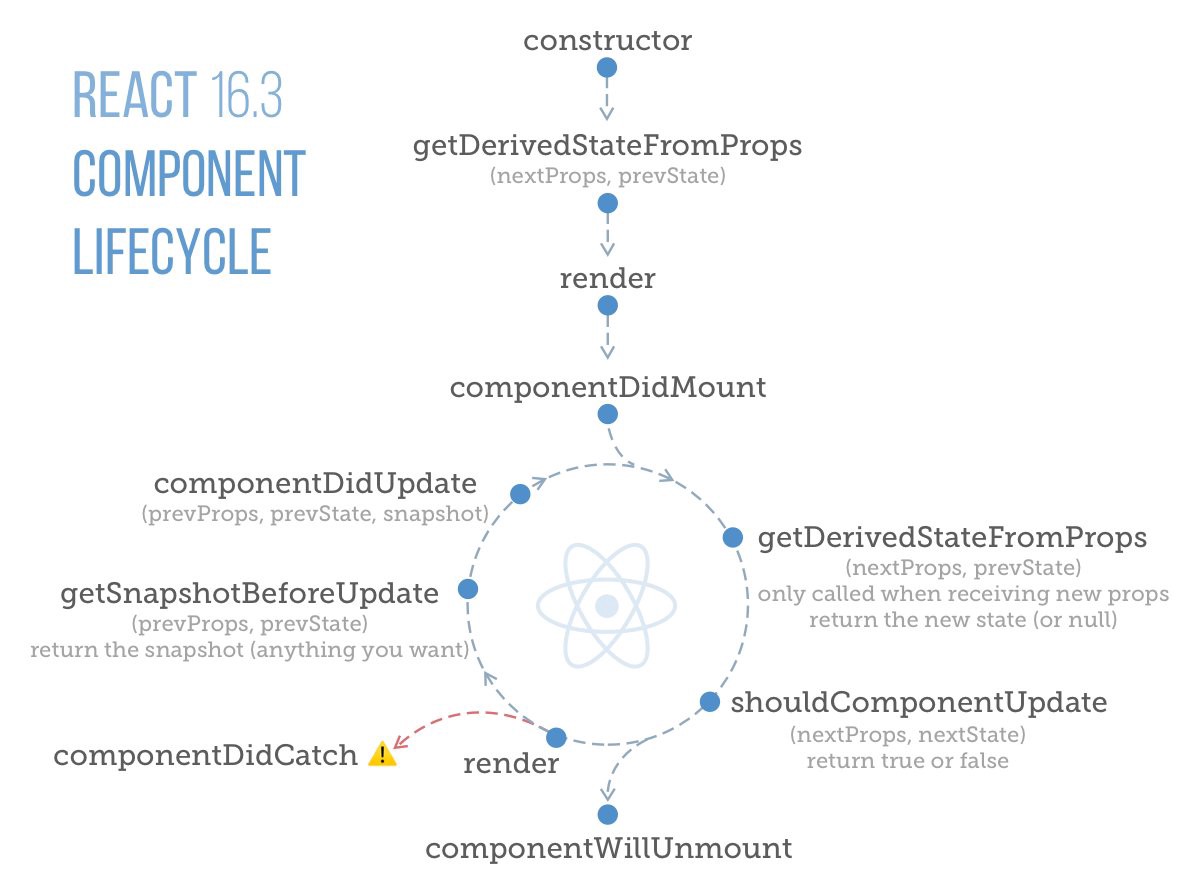 REACT 16.3
COMPONENT
LIFECYCLE
constructor
getDerivedStateFromProps
(nextProps, prevState)
render
componentDidMount
componentDidUpdate
(prevProps, prevState, snapshot)
getDerivedStateFromProps
(nextProps, prevState)
only called when receiving new props
return the new state (or null)
getSnapshotBeforeUpdate
(prevProps, prevState)
return the snapshot (anything you want)
shouldComponentUpdate
(nextProps, nextState)
return true or false
componentDidCatch
render
componentWillUnmount